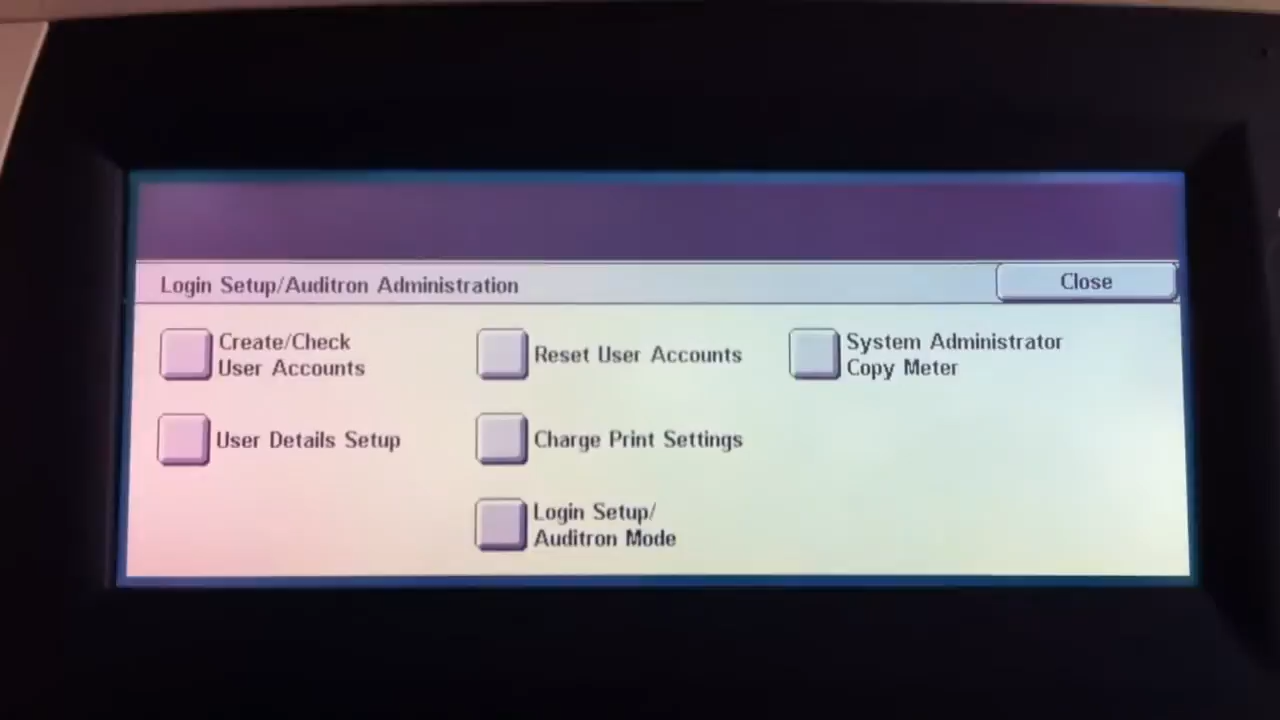 Login Setup/Auditron Administration
Close
Create/Check
User Accounts
Reset User Accounts
System Administrator
Copy Meter
User Details Setup
Charge Print Settings
Login Setup/
Auditron Mode